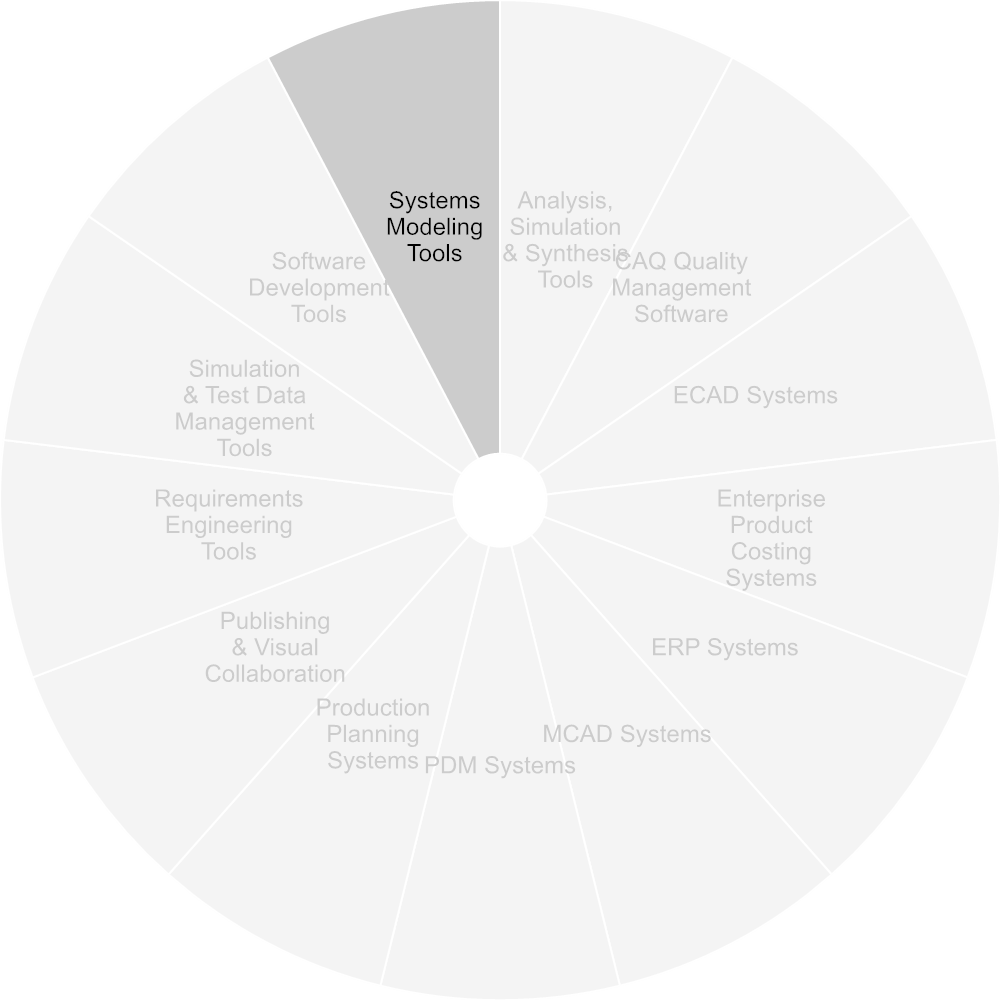 Systems
Modeling
Tools
Analysis,
Simulation
& Synthesis
Tools
CAQ Quality
Management
Software
ECAD Systems
Enterprise
Product
Costing
Systems
ERP Systems
MCAD Systems
PDM Systems
Production
Planning
Systems
Publishing
& Visual
Collaboration
Requirements
Engineering
Tools
Simulation
& Test Data
Management
Tools
Software
Development
Tools